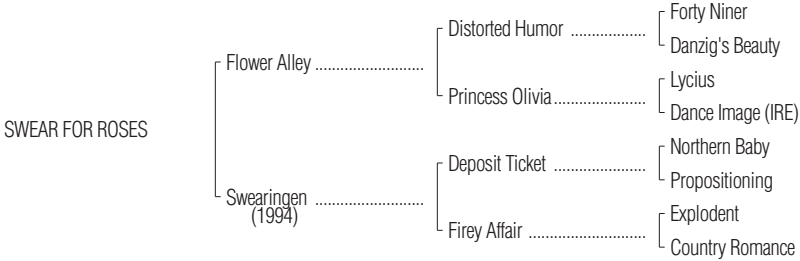 Forty Niner
Distorted Humor ...................
Danzig's Beauty
Flower Alley ..........................
Lycius
Princess Olivia......................
Dance Image (IRE)
SWEAR FOR ROSES
Northern Baby
Deposit Ticket ......................
Propositioning
Swearingen ..........................
(1994)
Explodent
Firey Affair ............................
Country Romance